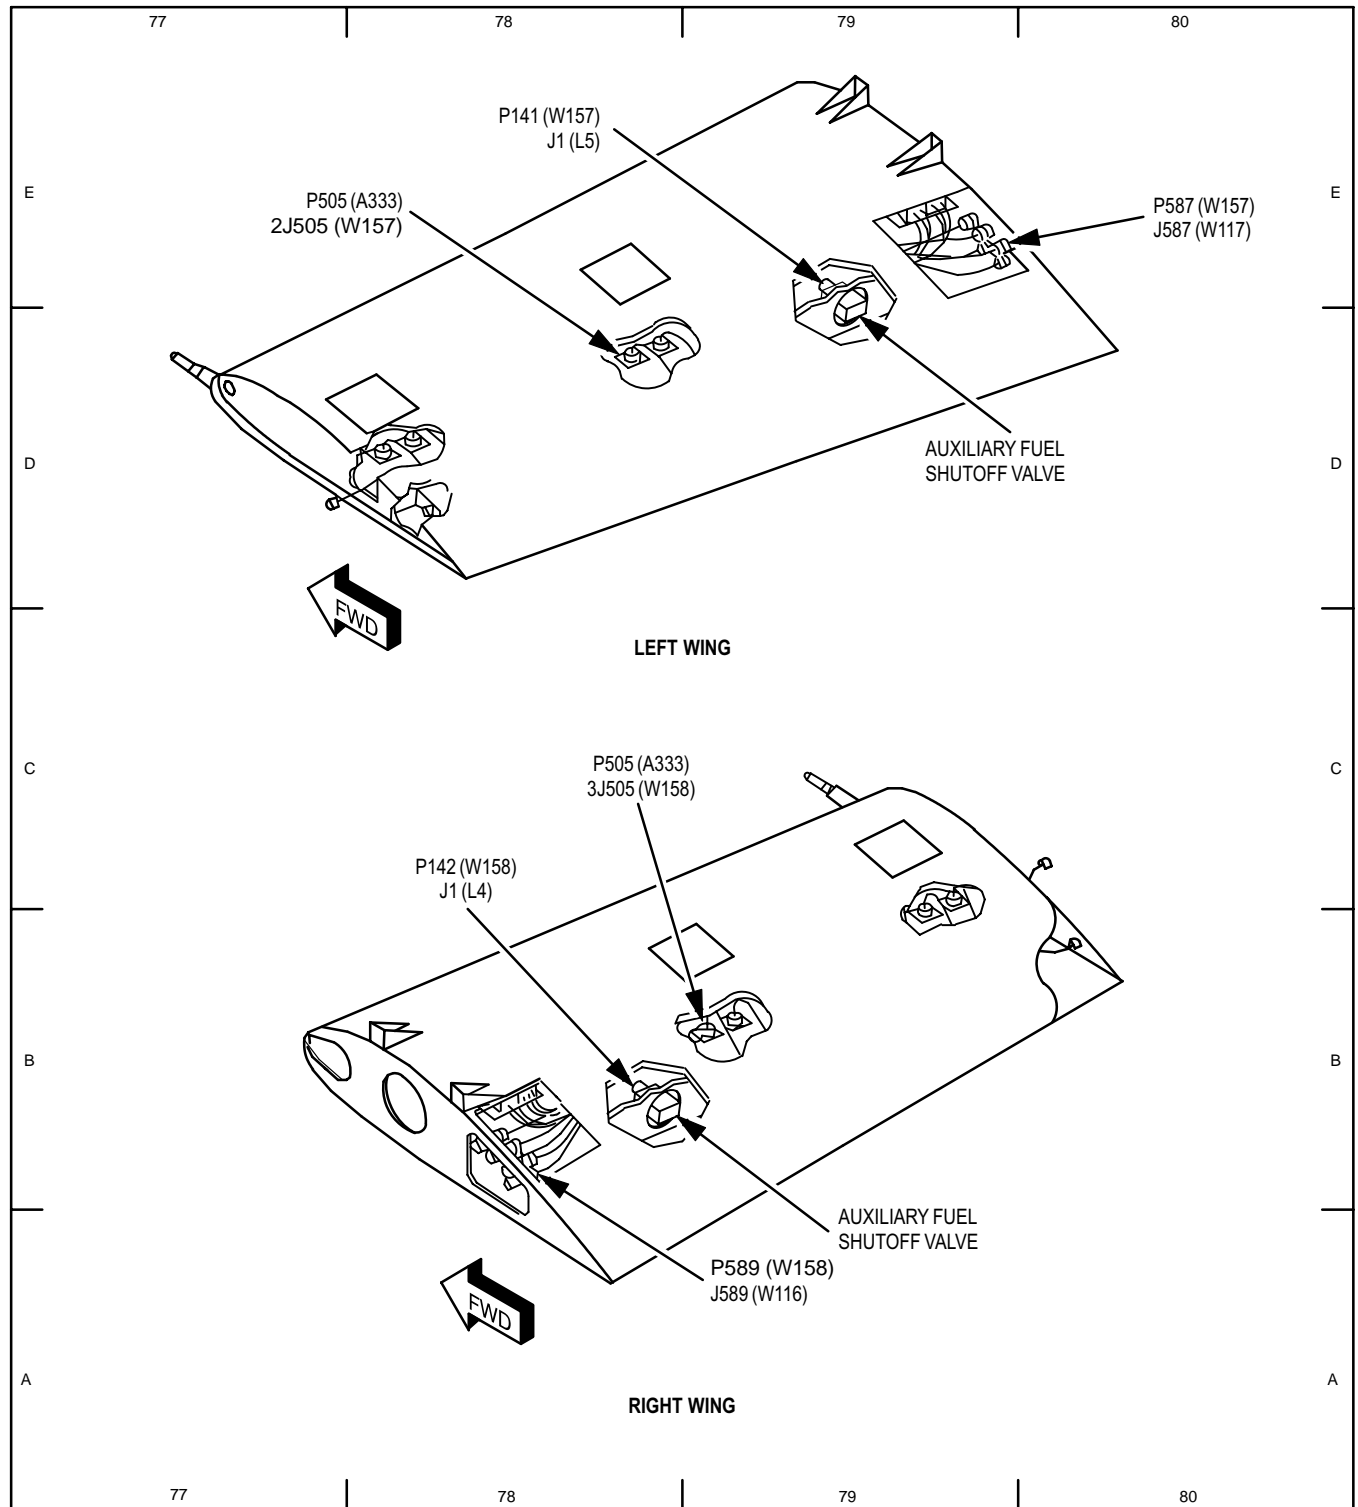 77 78 79 80
P141 (W157)
J1 (L5)
E E
P505 (A333)
2J505 (W157)
P587 (W157)
J587 (W117)
AUXILIARY FUEL
SHUTOFF VALVE
D D
FWD
LEFT WING
P505 (A333)
3J505 (W158)
C C
P142 (W158)
J1 (L4)
B B
AUXILIARY FUEL
SHUTOFF VALVE
P589 (W158)
J589 (W116)
FWD
A A
RIGHT WING
77 78 79 80